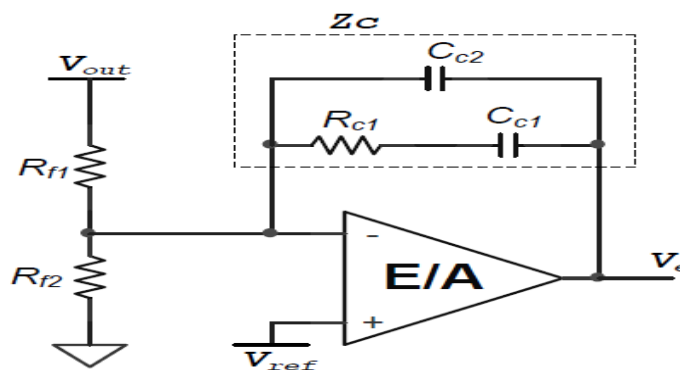 Zc
Cc2
Vout
Rc1
Cc1
Rf1
-
Rf2
E/A
+
Vref